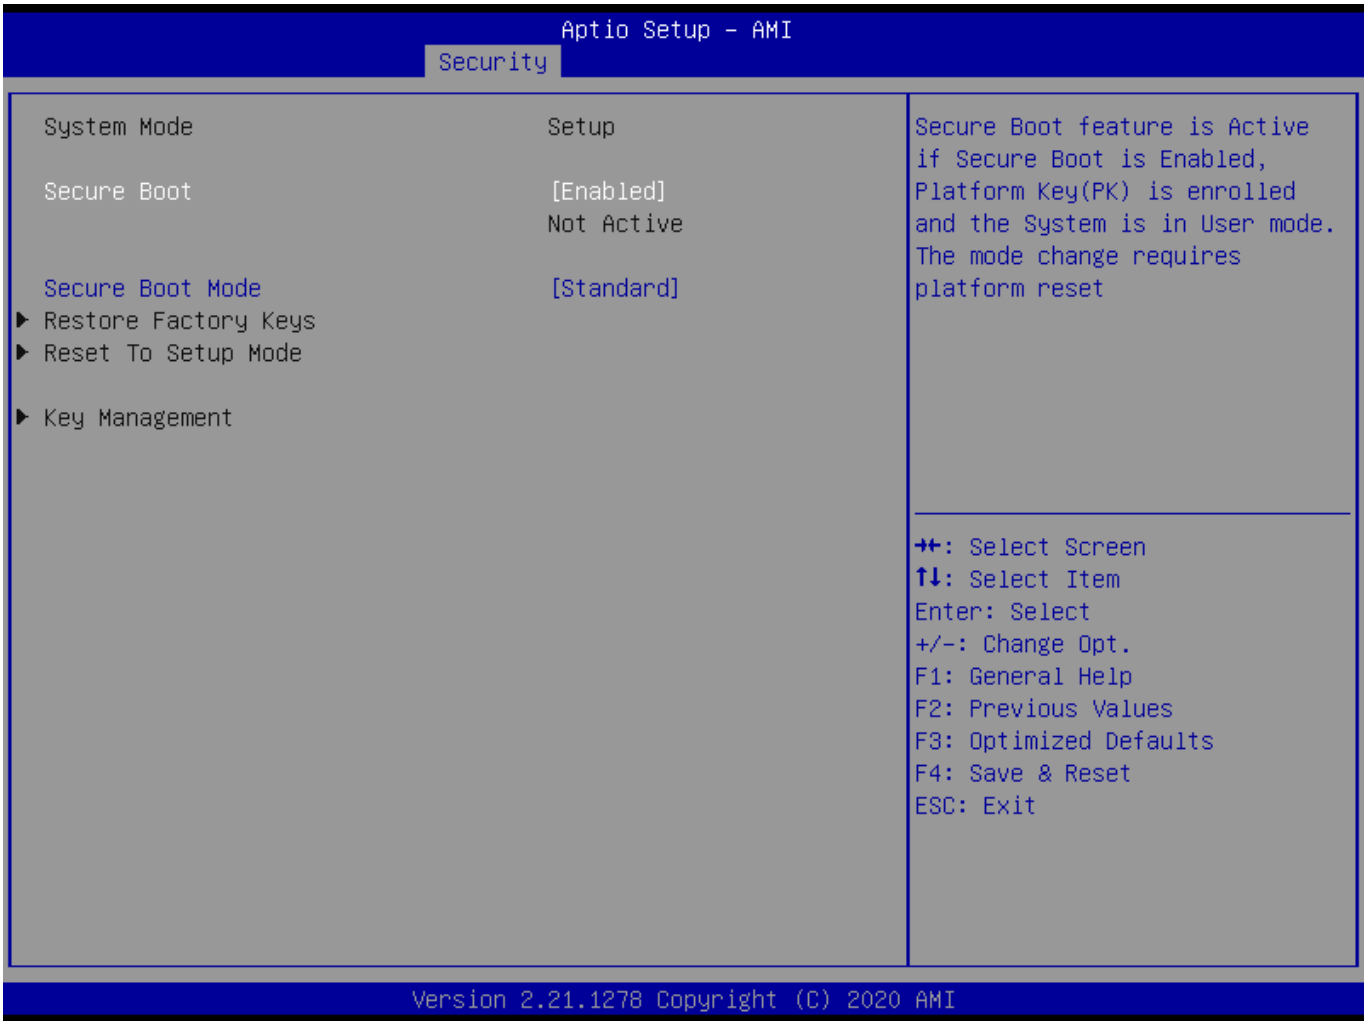 Aptio Setup – AMI
Security
System Mode Setup
Secure Boot [Enabled]
Not Active
Secure Boot Mode [Standard]
▶ Restore Factory Keys
▶ Reset To Setup Mode
▶ Key Management
Secure Boot feature is Active
if Secure Boot is Enabled,
Platform Key(PK) is enrolled
and the System is in User mode.
The mode change requires
platform reset
→←: Select Screen
↑↓: Select Item
Enter: Select
+/-: Change Opt.
F1: General Help
F2: Previous Values
F3: Optimized Defaults
F4: Save & Reset
ESC: Exit
Version 2.21.1278 Copyright (C) 2020 AMI